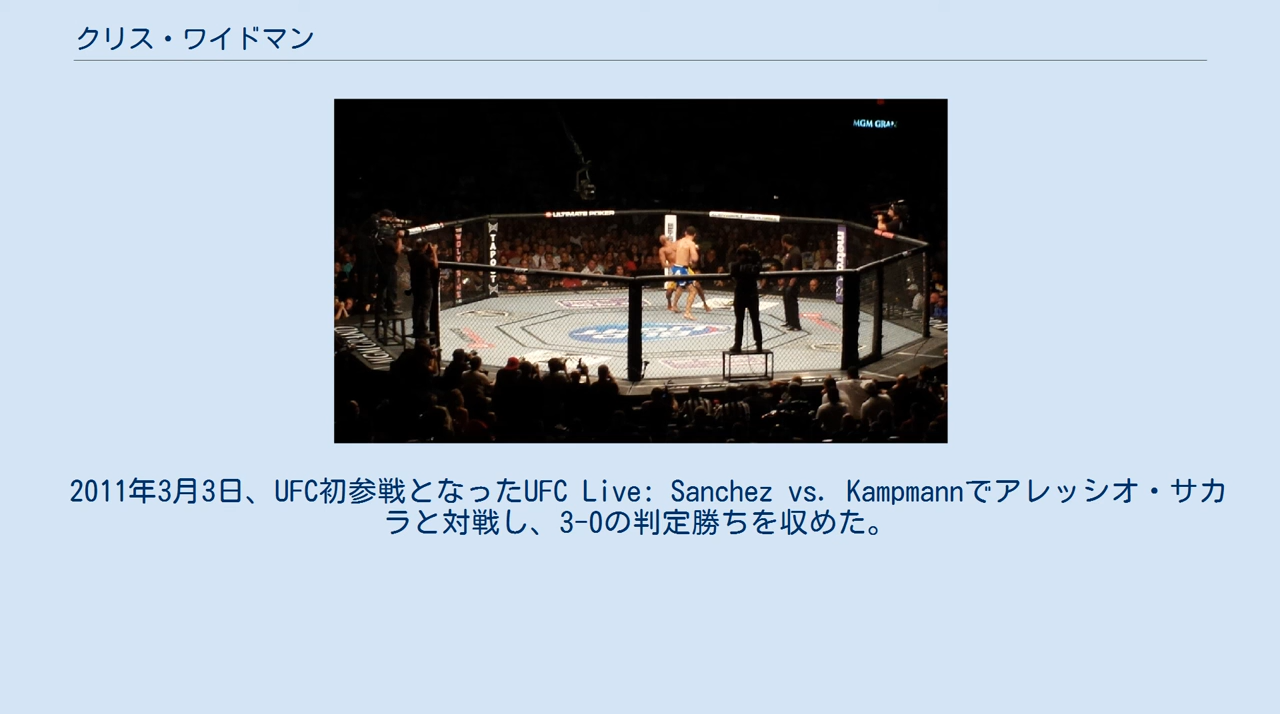 クリス・ワイドマン
MGM GRAN
ULTIMATE POKER
TAPOUT
2011年3月3日、UFC初参戦となったUFC Live: Sanchez vs. Kampmannでアレッシオ・サカ
ラと対戦し、3-0の判定勝ちを収めた。